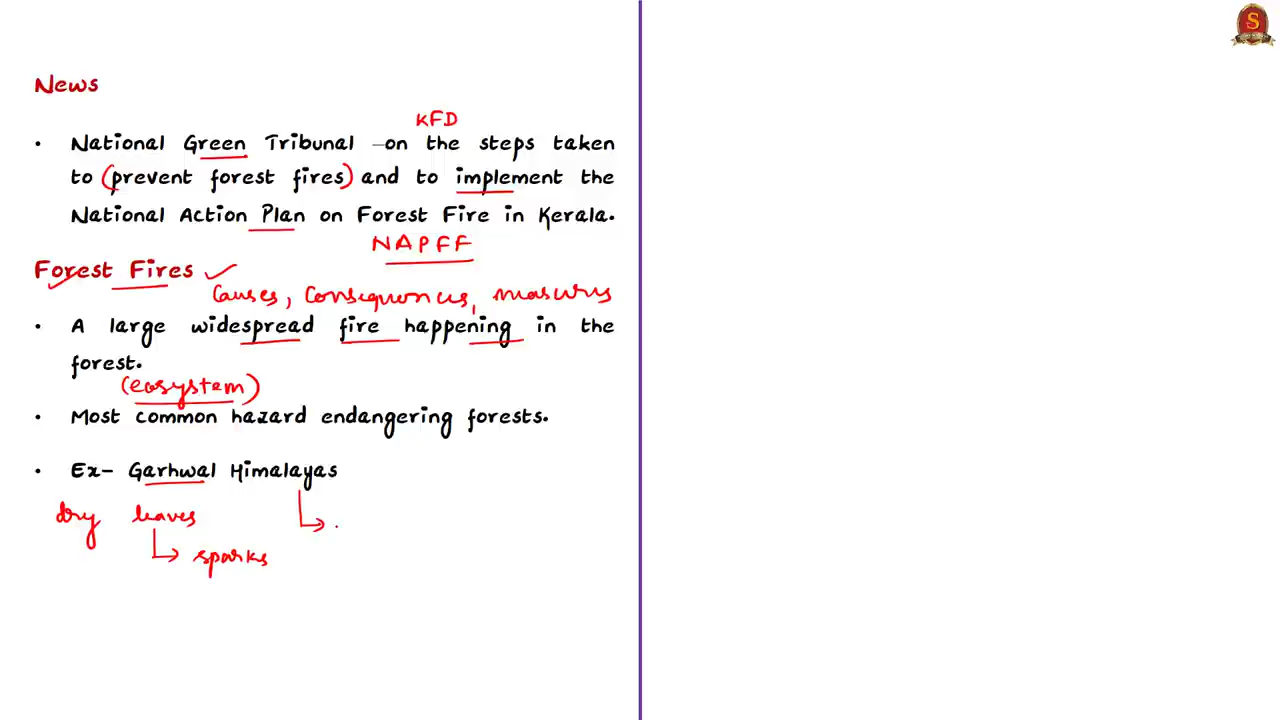 S
News
KFD
• National Green Tribunal -on the steps taken
to (prevent forest fires) and to implement the
National Action Plan on Forest Fire in Kerala.
NAPFF
Forest Fires
Causes, Consequences, measures
• A large widespread fire happening in the
forest.
(eosystem)
• Most common hazard endangering forests.
• Ex- Garhwal Himalayas
dry leaves
sparks